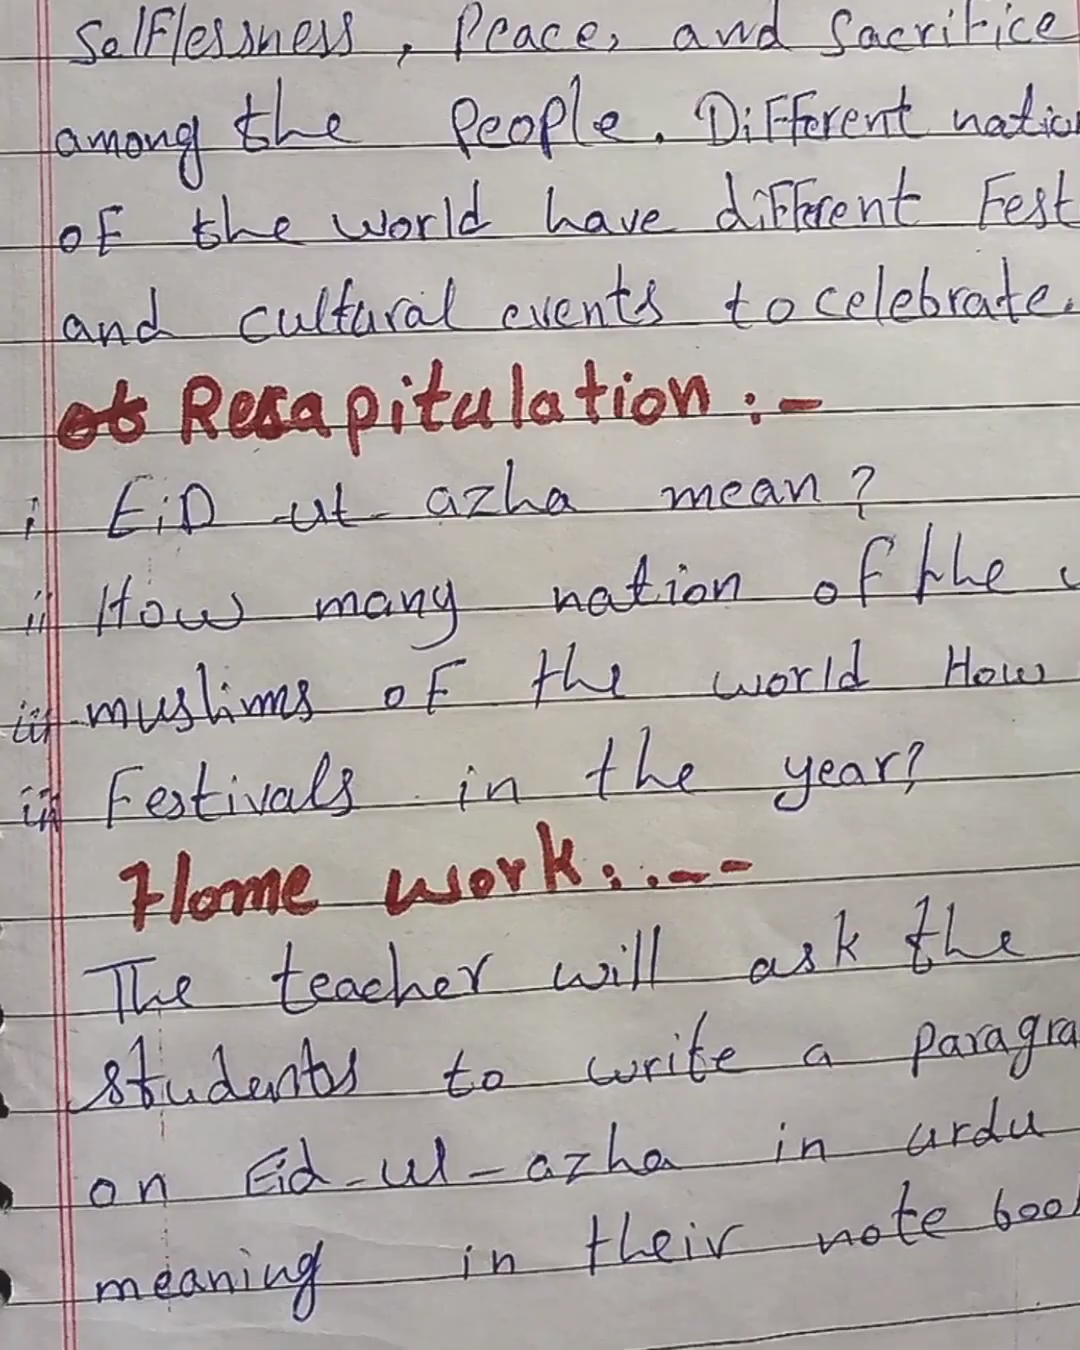 Selflessness, Peace, and Sacrifice
among the People. Different natio
of the world have different Fest
and cultural events to celebrate.
Resapitulation :-
i EiD ut azha mean?
ii How many nation of the
iii muslims of the world How
Festivals in the year?
Home work:..--
The teacher will ask the
students to write a Paragra
on Eid-ul-azha in urdu
meaning in their note book